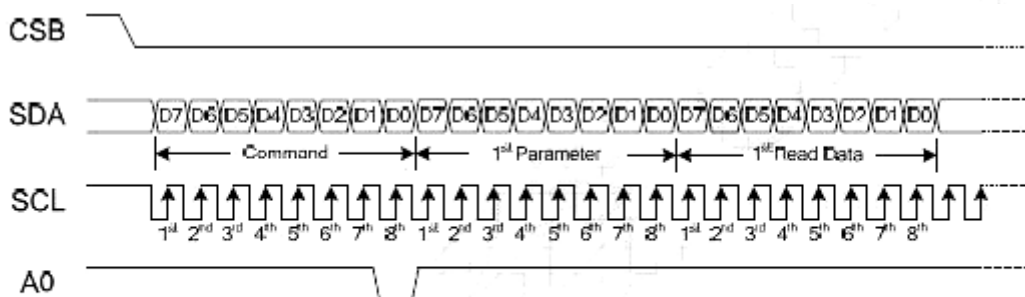 CSB
SDA D7 D6 D5 D4 D3 D2 D1 D0 D7 D6 D5 D4 D3 D2 D1 D0 D7 D6 D5 D4 D3 D2 D1 D0
Command 1st Parameter 1st Read Data
SCL
1st 2nd 3rd 4th 5th 6th 7th 8th 1st 2nd 3rd 4th 5th 6th 7th 8th 1st 2nd 3rd 4th 5th 6th 7th 8th
A0